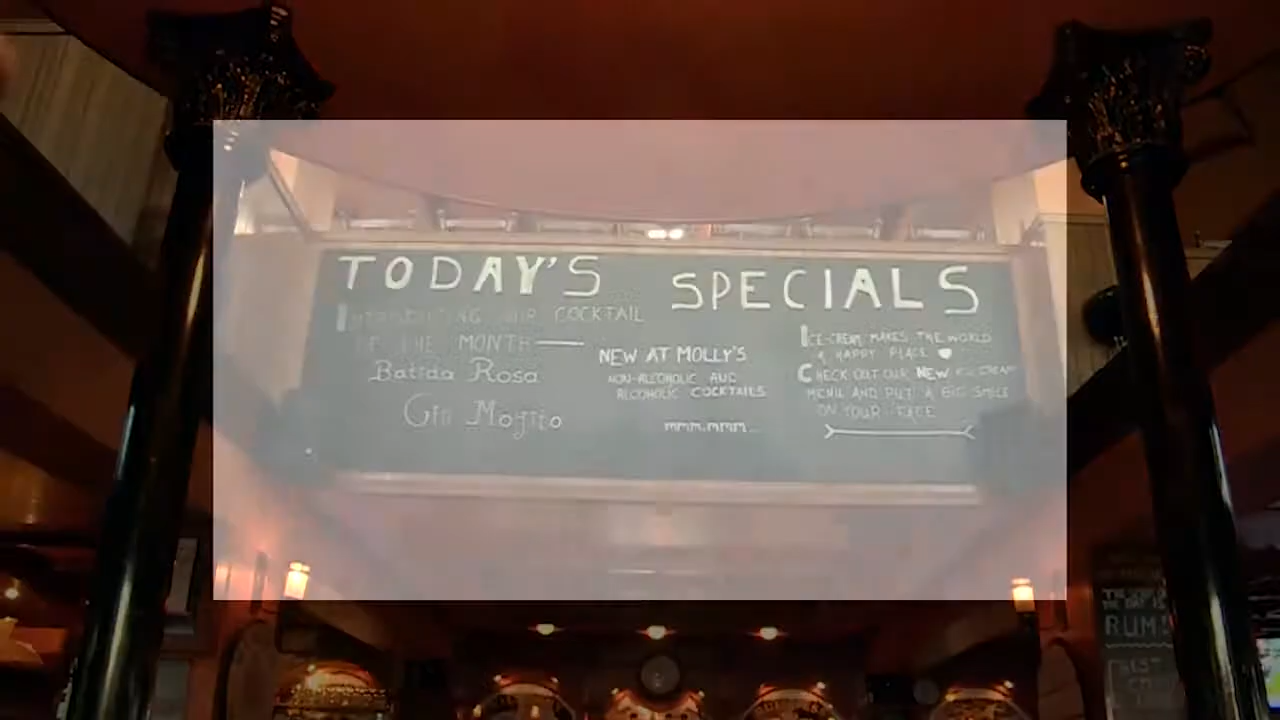 TODAY'S SPECIALS
INTRODUCING OUR COCKTAIL
OF THE MONTH
Batida Rosa
Gin Mojito
NEW AT MOLLY'S
NON-ALCOHOLIC AND
ALCOHOLIC COCKTAILS
mmm.mmm..
ICE-CREAM MAKES THE WORLD
A HAPPY PLACE
CHECK OUT OUR NEW ICE CREAM
MENU AND PUT A BIG SMILE
ON YOUR FACE
RUM